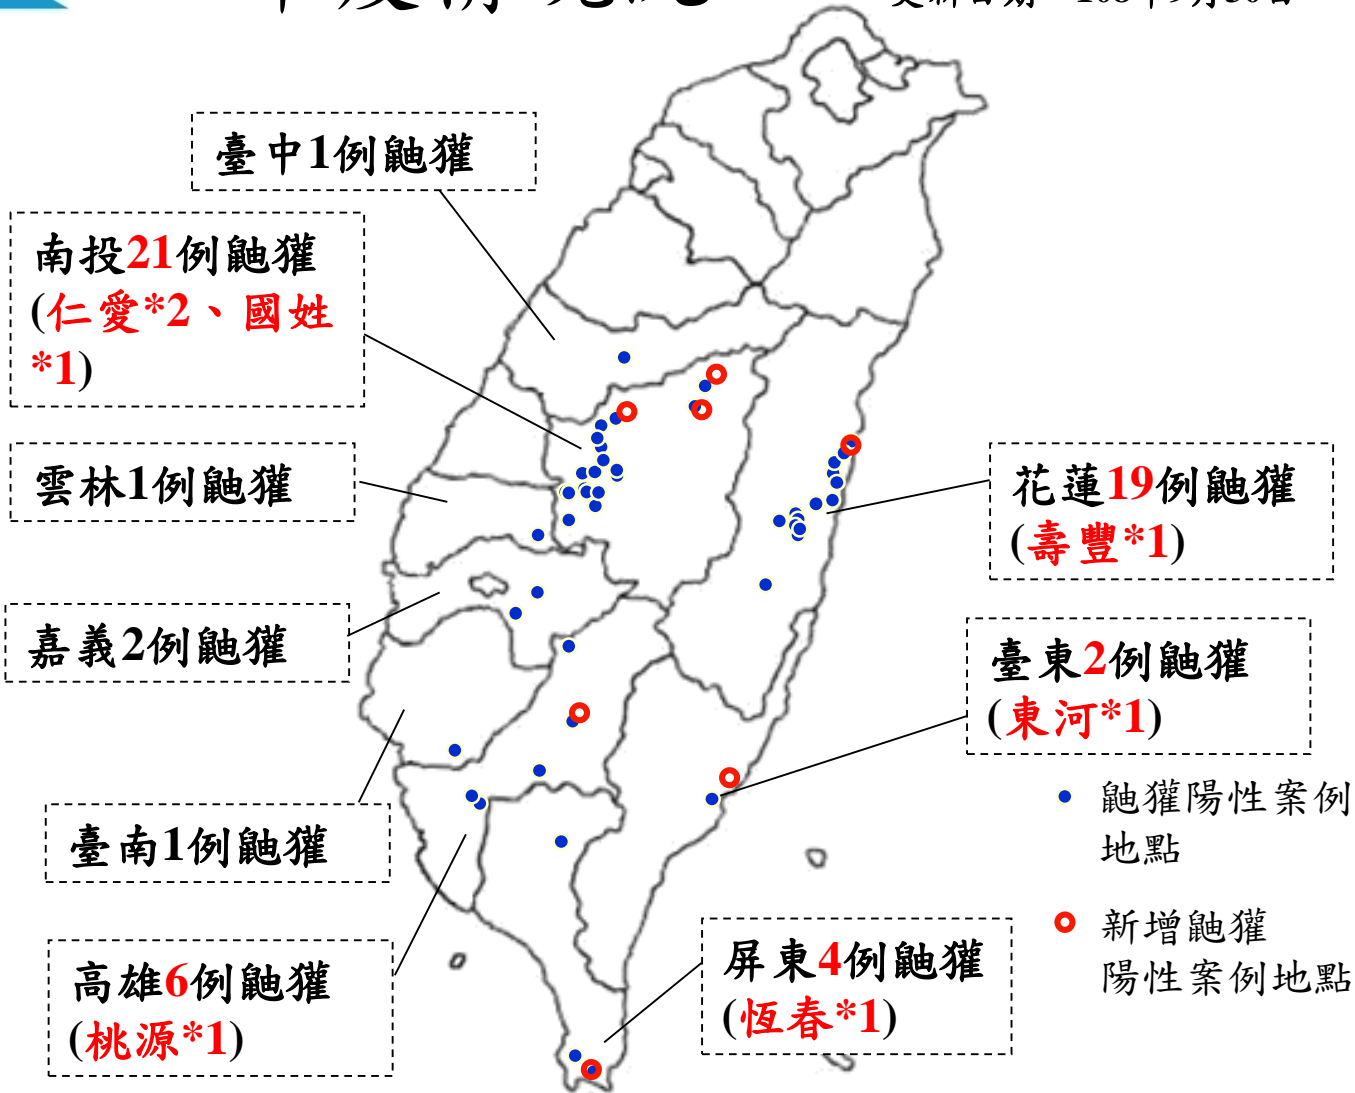 臺中1例鼬獾
南投21例鼬獾
(仁愛*2、國姓
*1)
雲林1例鼬獾
嘉義2例鼬獾
臺南1例鼬獾
高雄6例鼬獾
(桃源*1)
屏東4例鼬獾
(恆春*1)
花蓮19例鼬獾
(壽豐*1)
臺東2例鼬獾
(東河*1)
鼬獾陽性案例
地點
新增鼬獾
陽性案例地點